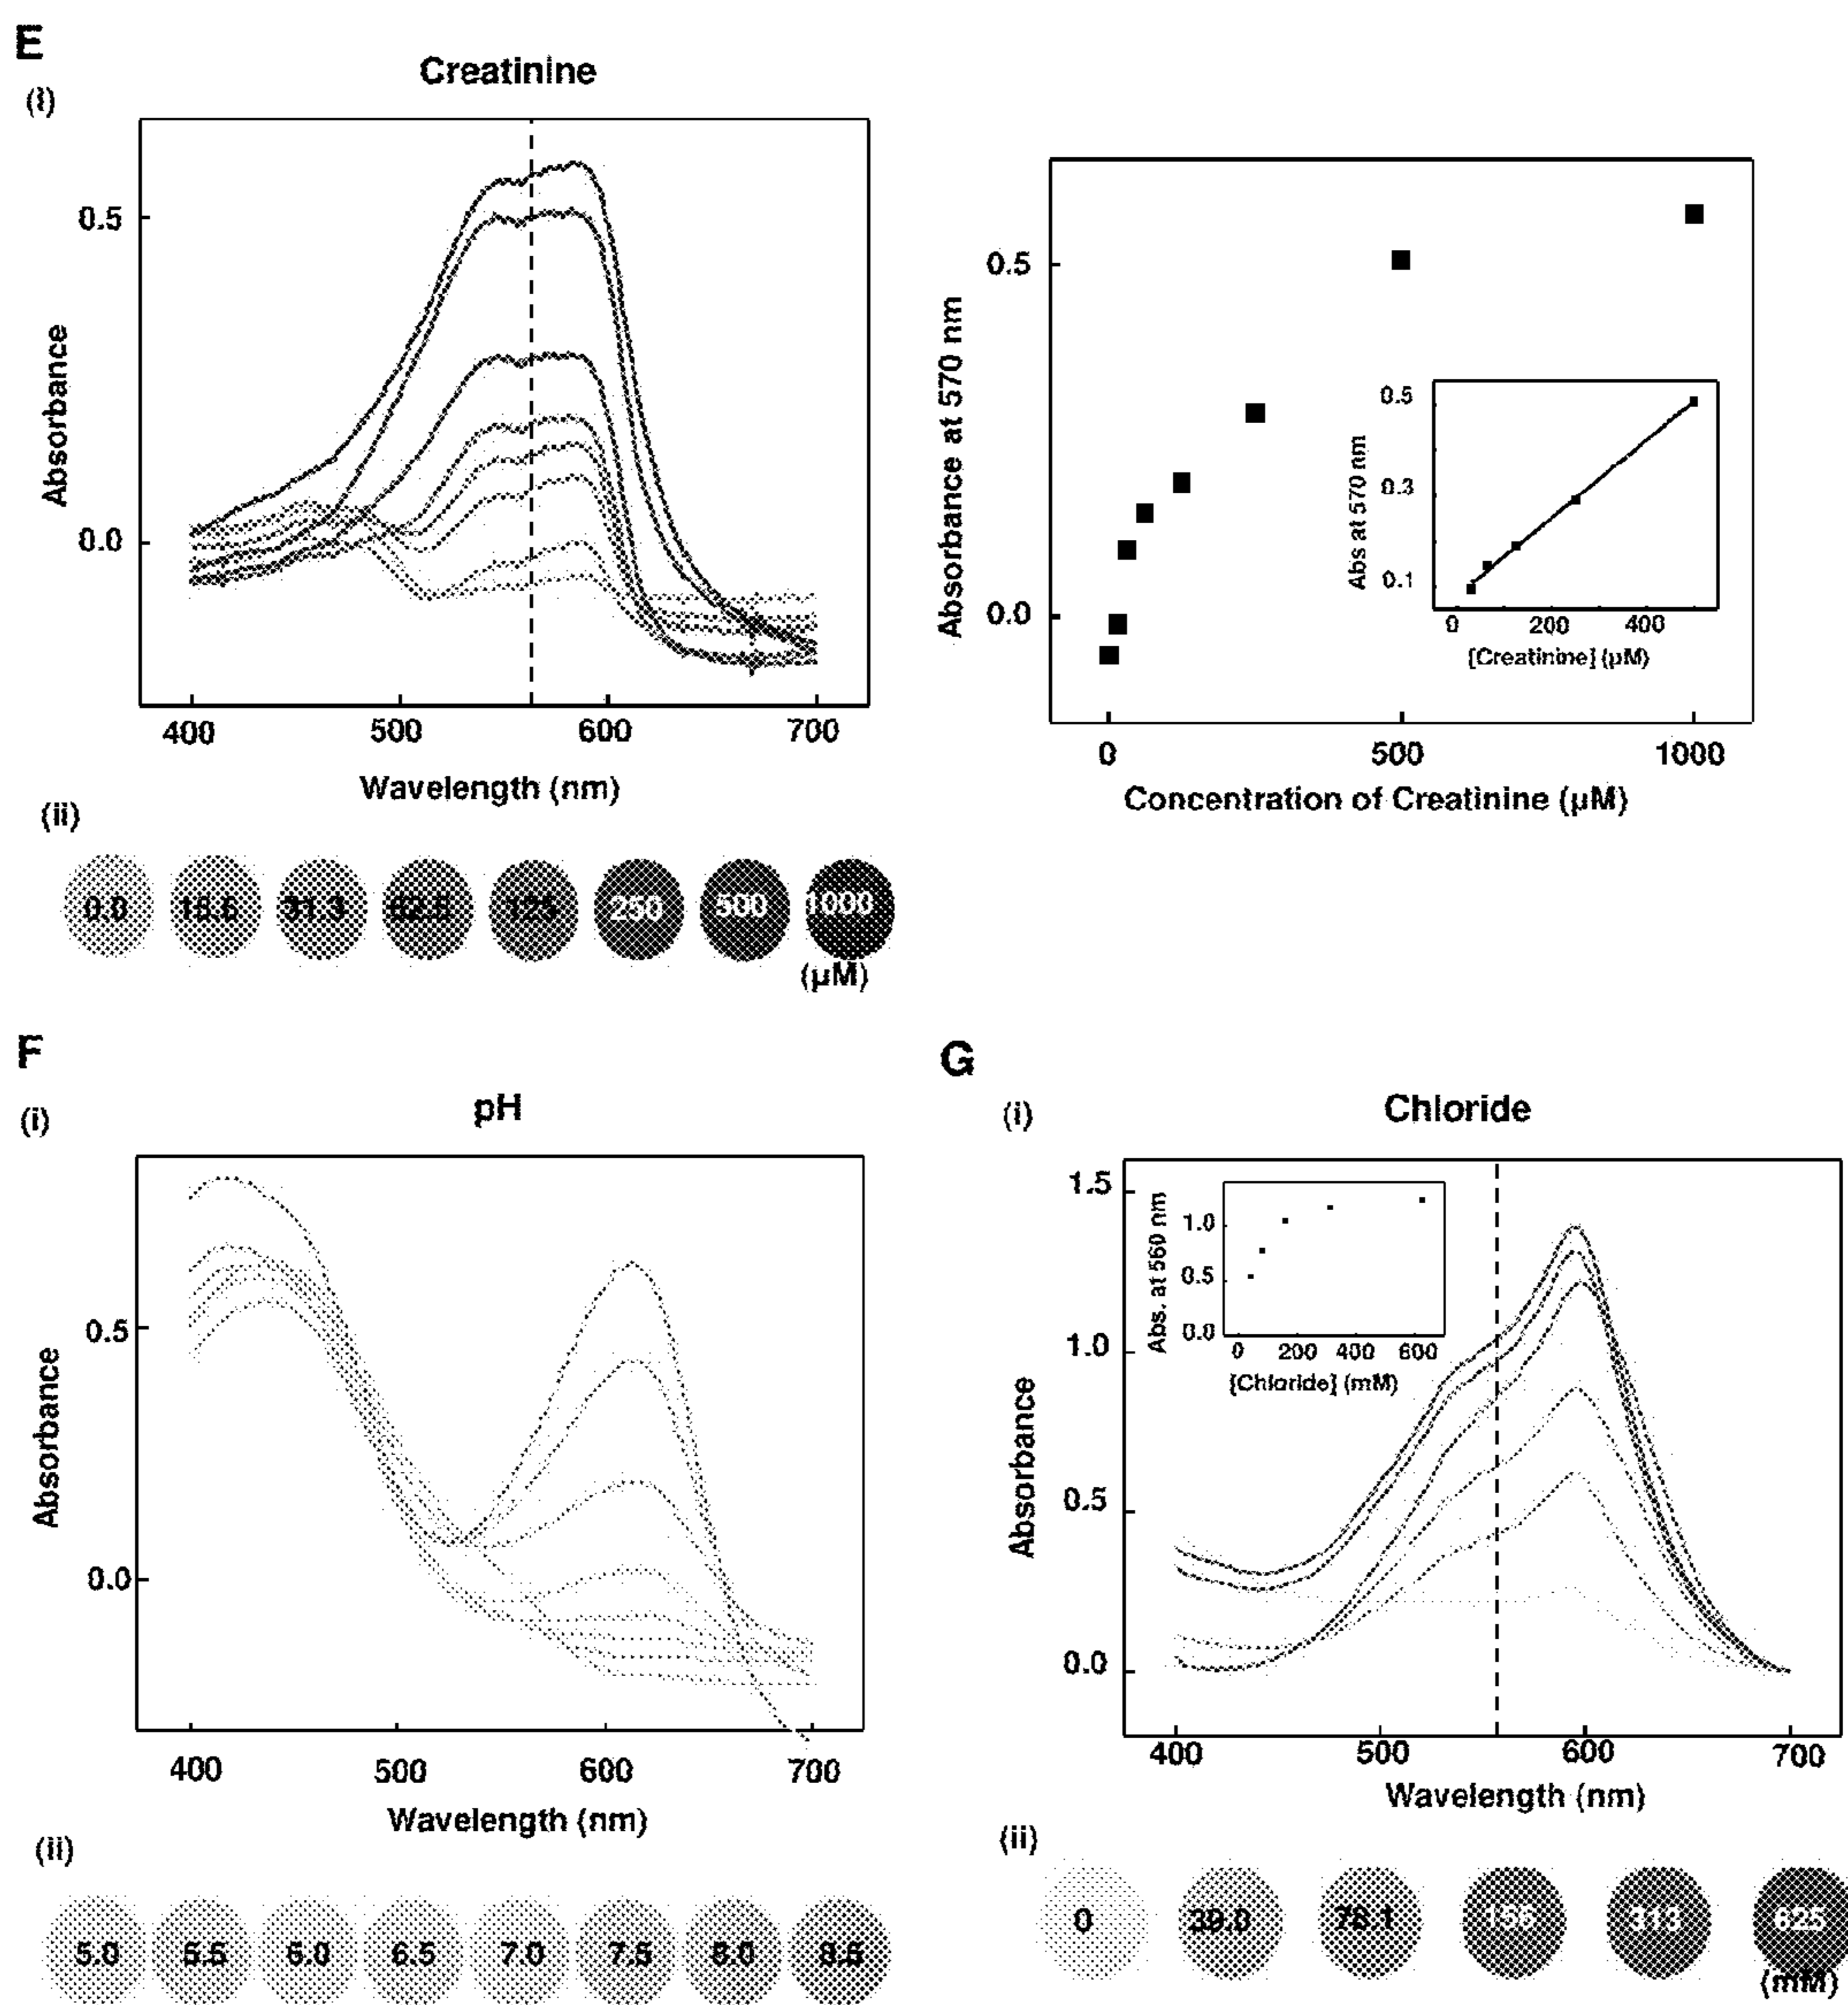 E
(i)
Creatinine
0.5
0.0
Absorbance
400 500 600 700
Wavelength (nm)
0.5
0.0
Absorbance at 570 nm
0 500 1000
Concentration of Creatinine (µM)
0.5
0.3
0.1
Abs at 570 nm
0 200 400
[Creatinine] (µM)
(ii)
0.0 15.6 31.3 62.5 125 250 500 1000
(µM)
F
(i)
pH
0.5
0.0
Absorbance
400 500 600 700
Wavelength (nm)
(ii)
5.0 5.5 6.0 6.5 7.0 7.5 8.0 8.5
G
(i)
Chloride
1.5
1.0
0.5
0.0
Absorbance
1.0
0.5
0.0
Abs. at 560 nm
0 200 400 600
[Chloride] (mM)
400 500 600 700
Wavelength (nm)
(ii)
0 39.0 78.1 313 625
(mM)